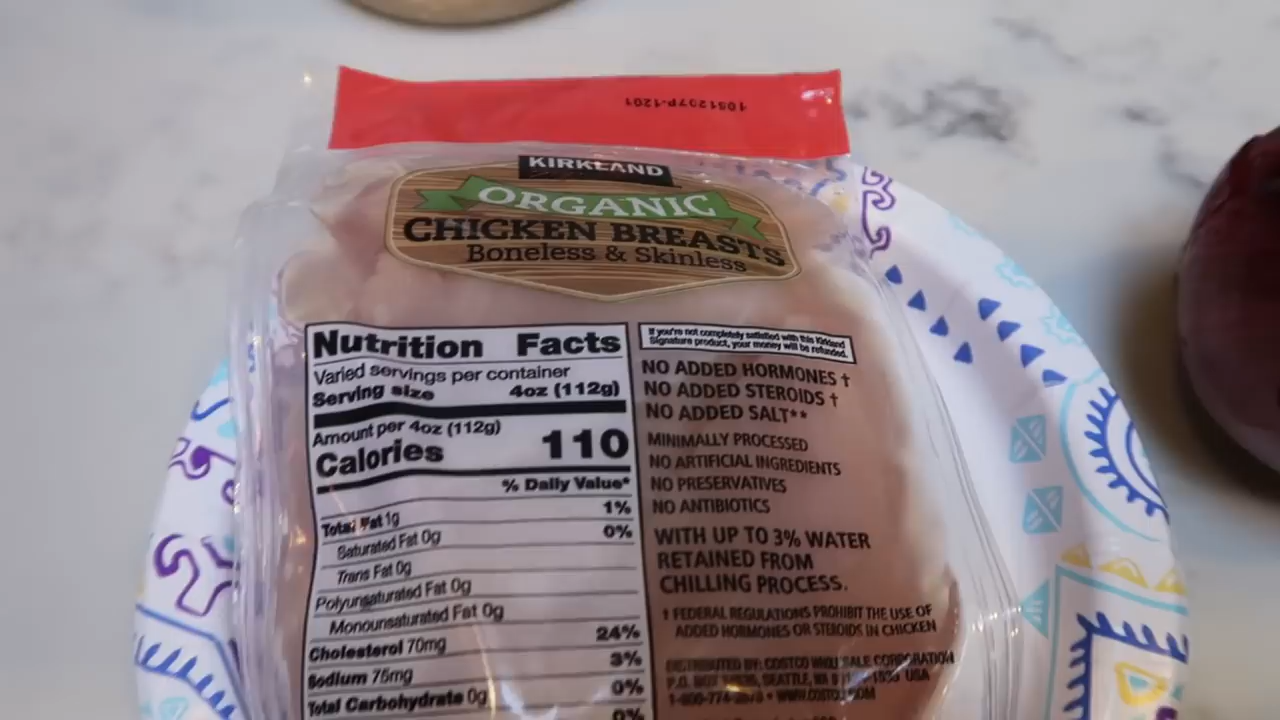 1081207P-1201
KIRKLAND
ORGANIC
CHICKEN BREASTS
Boneless & Skinless
Nutrition Facts
Varied servings per container
Serving size 4oz (112g)
Amount per 4oz (112g)
Calories 110
% Daily Value*
Total Fat 1g 1%
Saturated Fat 0g 0%
Trans Fat 0g
Polyunsaturated Fat 0g
Monounsaturated Fat 0g
Cholesterol 70mg 24%
Sodium 75mg 3%
Total Carbohydrate 0g 0%
0%
If you're not completely satisfied with this Kirkland
Signature product, your money will be refunded.
NO ADDED HORMONES †
NO ADDED STEROIDS †
NO ADDED SALT**
MINIMALLY PROCESSED
NO ARTIFICIAL INGREDIENTS
NO PRESERVATIVES
NO ANTIBIOTICS
WITH UP TO 3% WATER
RETAINED FROM
CHILLING PROCESS.
† FEDERAL REGULATIONS PROHIBIT THE USE OF
ADDED HORMONES OR STEROIDS IN CHICKEN
DISTRIBUTED BY: COSTCO WHOLESALE CORPORATION
P.O. BOX SEATTLE, WA USA